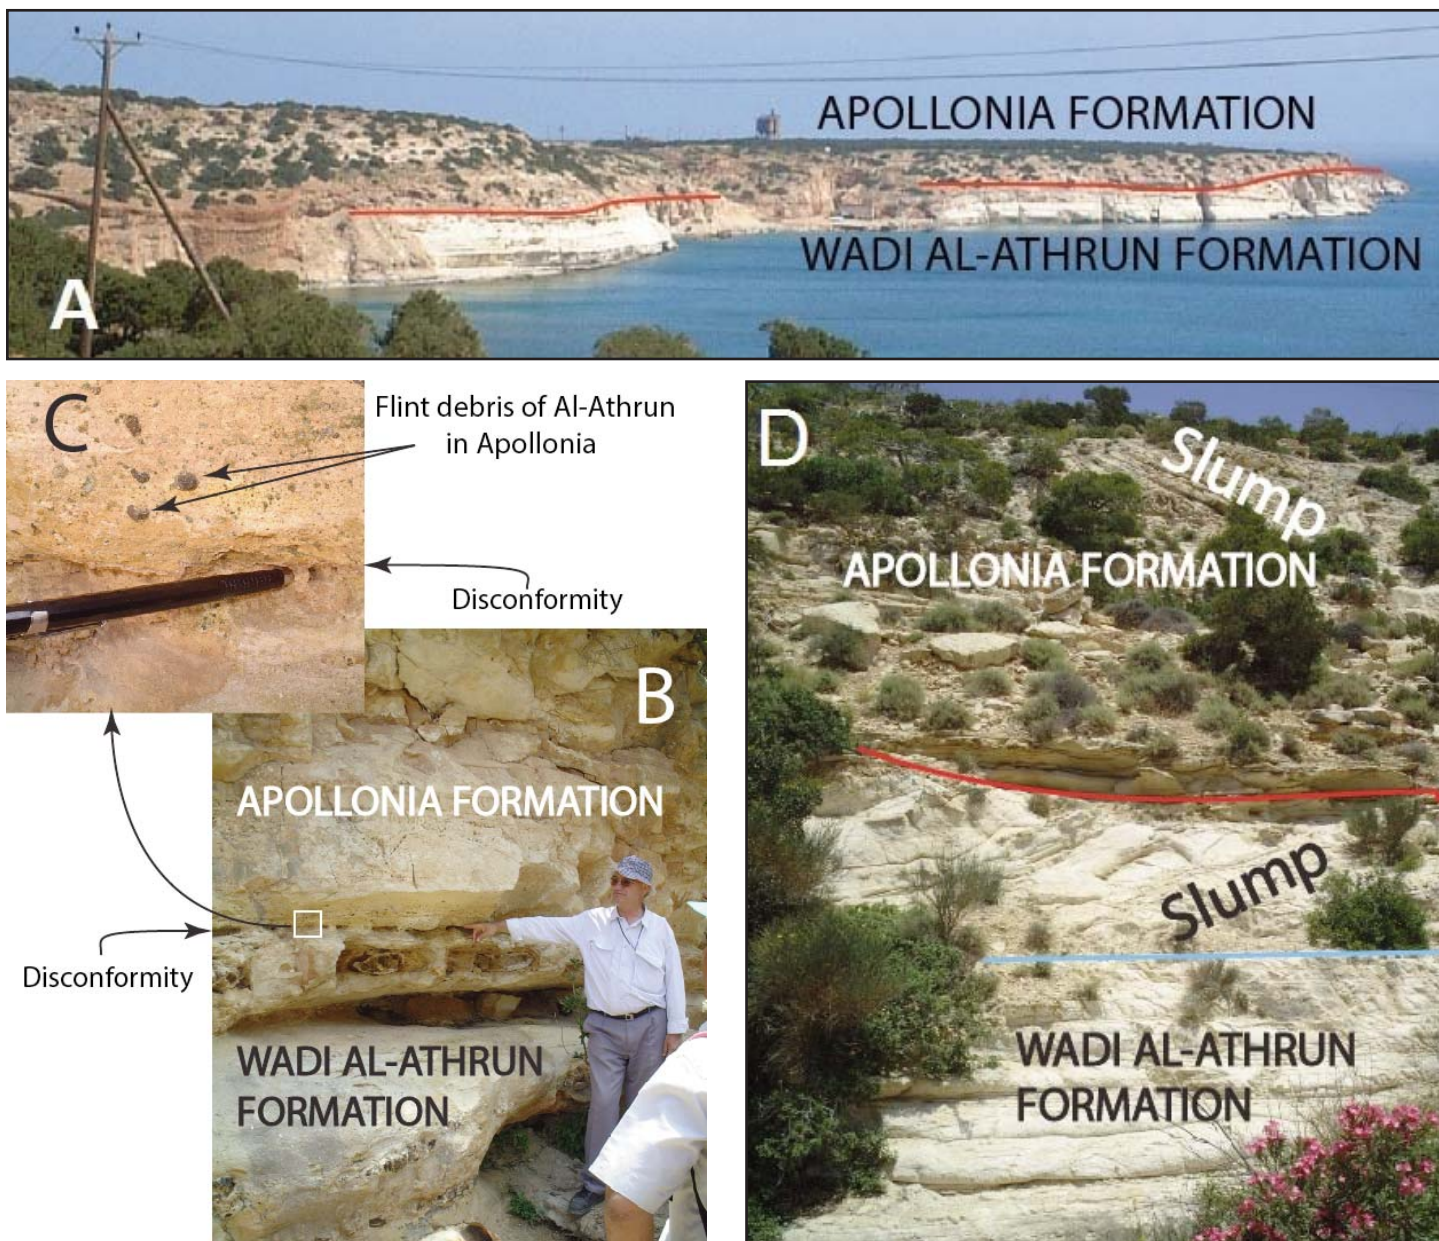 APOLLONIA FORMATION
WADI AL-ATHRUN FORMATION
A
C
Flint debris of Al-Athrun
in Apollonia
Disconformity
B
APOLLONIA FORMATION
Disconformity
WADI AL-ATHRUN
FORMATION
D
Slump
APOLLONIA FORMATION
Slump
WADI AL-ATHRUN
FORMATION